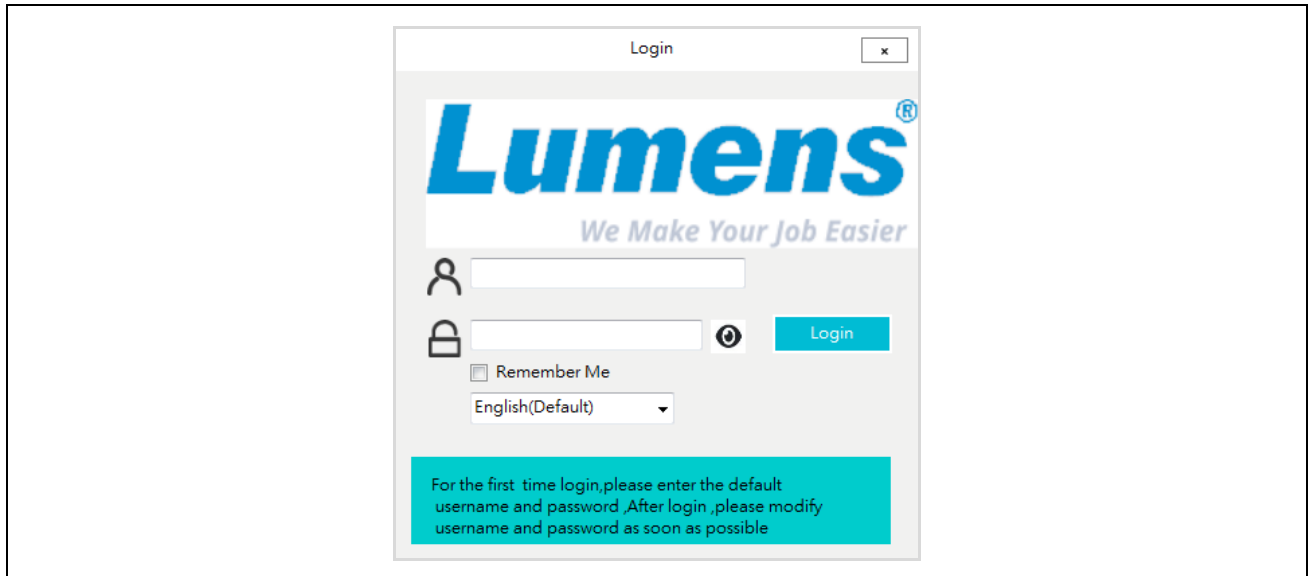 Login
x
Lumens®
We Make Your Job Easier
Login
Remember Me
English(Default)
For the first  time login,please enter the default
username and password ,After login ,please modify
username and password as soon as possible